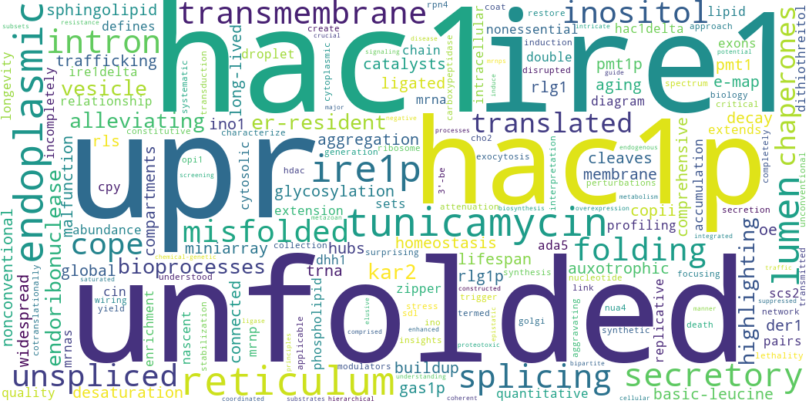 sphingolipid
defines
transmembrane
hac1
ire1
inositol
rpn4
coat
restore
intricate
crucial
lipid
resistance
subsets
longevity
endoplasmic
incompletely
intron
trafficking
ire1delta
vesicle
relationship
systematic
droplet
transduction
long-lived
create
chain
catalysts
ligated
mrna
cytoplasmic
signaling
disease
major
intracellular
carboxypeptidase
nonessential
approach
hac1delta
induction
double
disrupted
rlg1
induce
guide
exons
potential
pmt1p
pmt1
aging
e-map
spectrum
biology
diagram
critical
chaperones
dithiothreitol
alleviating
ino1
er-resident
translated
decay
extends
rls
constitutive
characterize
upr
aggregation
generation
ribosome
cho2
processes
negative
hac1p
exocytosis
cleaves
membrane
endogenous
completely
comprehensive
accumulation
lumen
unconventional
cpy
opi1
screening
hdac
ire1p
glycosylation
sets
cytosolic
compartments
malfunction
endoribonuclease
3'-be
attenuation
biosynthesis
metabolism
overexpression
interpretation
perturbations
copii
secretion
integrated
misfolded
extension
tunicamycin
folding
profiling
oe
nonconventional
cope
abundance
miniarray
collection
hubs
surprising
homeostasis
ada5
global
bioprocesses
chemical-genetic
trna
dhh1
kar2
lifespan
auxotrophic
nucleotide
focusing
scs2
traffic
transmitted
suppressed
widespread
cotranslationally
cin
wiring
yield
saturated
understood
unfolded
zipper
rlg1p
synthesis
link
network
der1
manner
highlighting
mrnas
enrichment
nascent
stabilization
connected
ligase
mrnp
applicable
phospholipid
stress
sdl
trigger
constructed
termed
elusive
ino
enhanced
insights
golgi
proteostasis
aggravating
nua4
synthetic
death
replicative
pairs
lethality
unspliced
reticulum
principles
comprised
modulators
buildup
understanding
gas1p
splicing
bipartite
quantitative
secretory
basic-leucine
quality
desaturation
coordinated
substrates
hierarchical
coherent
cellular